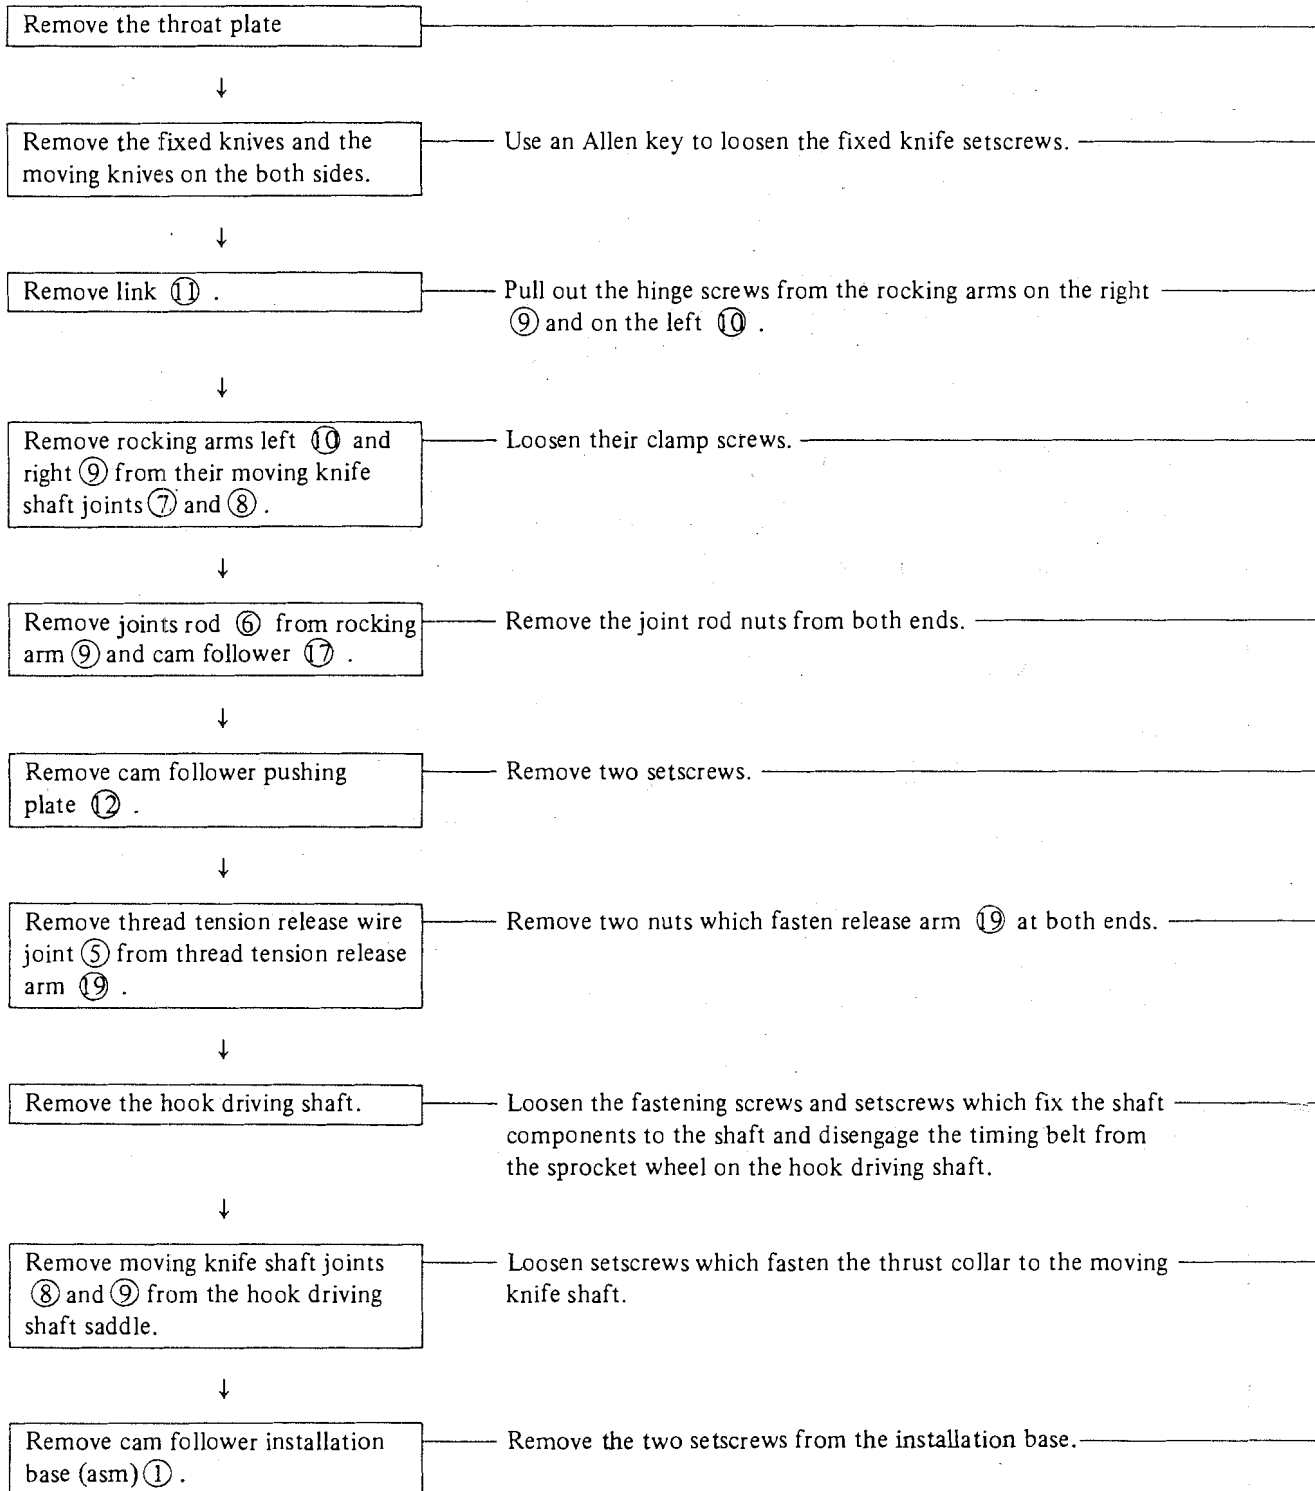 Remove the throat plate
↓
Remove the fixed knives and the
moving knives on the both sides.
Use an Allen key to loosen the fixed knife setscrews.
↓
Remove link ⑪ .
Pull out the hinge screws from the rocking arms on the right
⑨ and on the left ⑩ .
↓
Remove rocking arms left ⑩ and
right ⑨ from their moving knife
shaft joints ⑦ and ⑧ .
Loosen their clamp screws.
↓
Remove joints rod ⑥ from rocking
arm ⑨ and cam follower ⑰ .
Remove the joint rod nuts from both ends.
↓
Remove cam follower pushing
plate ⑫ .
Remove two setscrews.
↓
Remove thread tension release wire
joint ⑤ from thread tension release
arm ⑲ .
Remove two nuts which fasten release arm ⑲ at both ends.
↓
Remove the hook driving shaft.
Loosen the fastening screws and setscrews which fix the shaft
components to the shaft and disengage the timing belt from
the sprocket wheel on the hook driving shaft.
↓
Remove moving knife shaft joints
⑧ and ⑨ from the hook driving
shaft saddle.
Loosen setscrews which fasten the thrust collar to the moving
knife shaft.
↓
Remove cam follower installation
base (asm) ① .
Remove the two setscrews from the installation base.